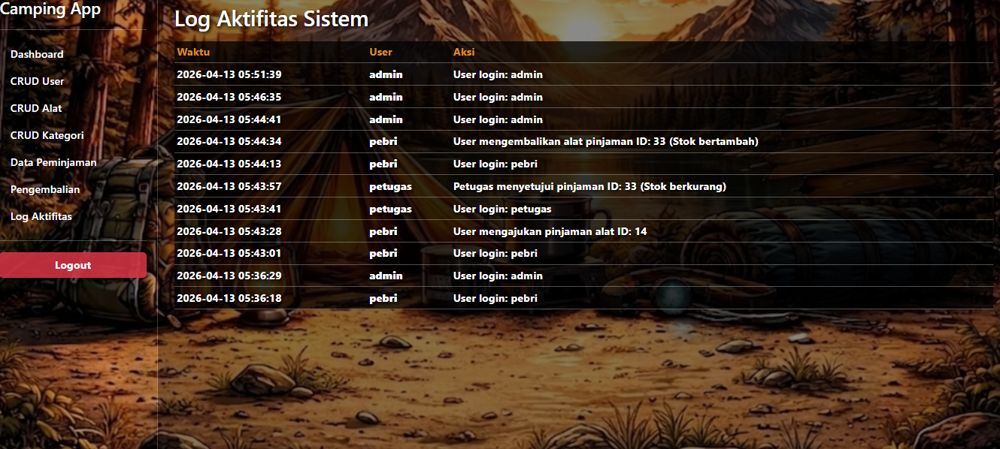 Camping App
Dashboard
CRUD User
CRUD Alat
CRUD Kategori
Data Peminjaman
Pengembalian
Log Aktifitas
Logout
Log Aktifitas Sistem
Waktu User Aksi
2026-04-13 05:51:39 admin User login: admin
2026-04-13 05:46:35 admin User login: admin
2026-04-13 05:44:41 admin User login: admin
2026-04-13 05:44:34 pebri User mengembalikan alat pinjaman ID: 33 (Stok bertambah)
2026-04-13 05:44:13 pebri User login: pebri
2026-04-13 05:43:57 petugas Petugas menyetujui pinjaman ID: 33 (Stok berkurang)
2026-04-13 05:43:41 petugas User login: petugas
2026-04-13 05:43:28 pebri User mengajukan pinjaman alat ID: 14
2026-04-13 05:43:01 pebri User login: pebri
2026-04-13 05:36:29 admin User login: admin
2026-04-13 05:36:18 pebri User login: pebri